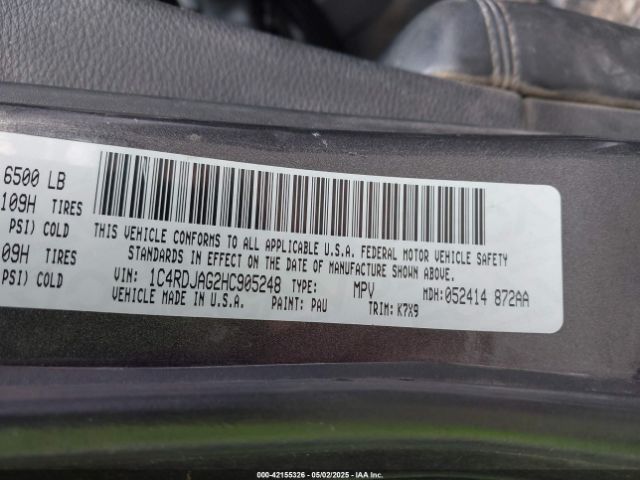 6500 LB
109H TIRES
PSI) COLD
09H TIRES
PSI) COLD
THIS VEHICLE CONFORMS TO ALL APPLICABLE U.S.A. FEDERAL MOTOR VEHICLE SAFETY
STANDARDS IN EFFECT ON THE DATE OF MANUFACTURE SHOWN ABOVE.
VIN: 1C4RDJAG2HC905248 TYPE: MPV MDH:052414 872AA
VEHICLE MADE IN U.S.A. PAINT: PAU TRIM: K7X9
000-42155326 - 05/02/2025 - IAA Inc.